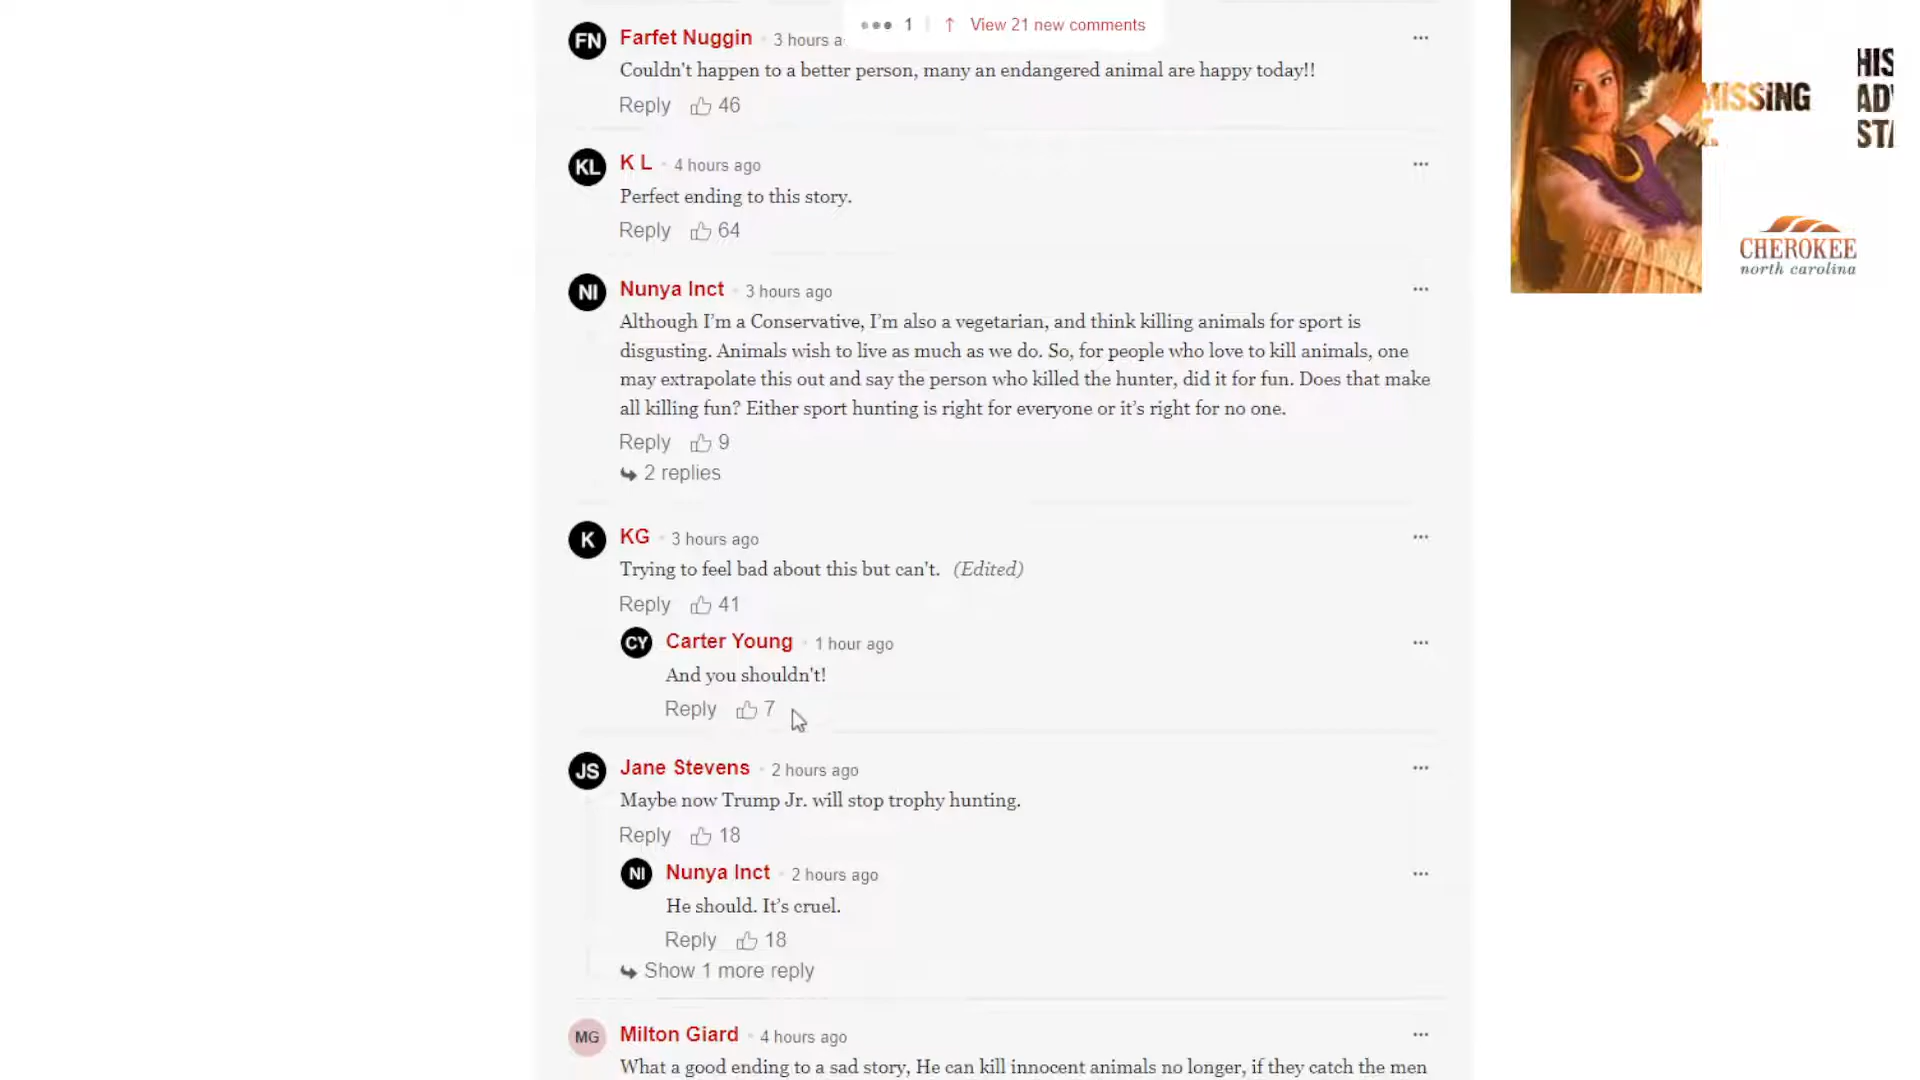 1 View 21 new comments
FN Farfet Nuggin 3 hours a
Couldn't happen to a better person, many an endangered animal are happy today!!
Reply 46
KL K L 4 hours ago
Perfect ending to this story.
Reply 64
NI Nunya Inct 3 hours ago
Although I'm a Conservative, I'm also a vegetarian, and think killing animals for sport is
disgusting. Animals wish to live as much as we do. So, for people who love to kill animals, one
may extrapolate this out and say the person who killed the hunter, did it for fun. Does that make
all killing fun? Either sport hunting is right for everyone or it's right for no one.
Reply 9
2 replies
K KG 3 hours ago
Trying to feel bad about this but can't. (Edited)
Reply 41
CY Carter Young 1 hour ago
And you shouldn't!
Reply 7
JS Jane Stevens 2 hours ago
Maybe now Trump Jr. will stop trophy hunting.
Reply 18
NI Nunya Inct 2 hours ago
He should. It's cruel.
Reply 18
Show 1 more reply
MG Milton Giard 4 hours ago
What a good ending to a sad story, He can kill innocent animals no longer, if they catch the men
MISSING
HIS
AD
ST
CHEROKEE
north carolina